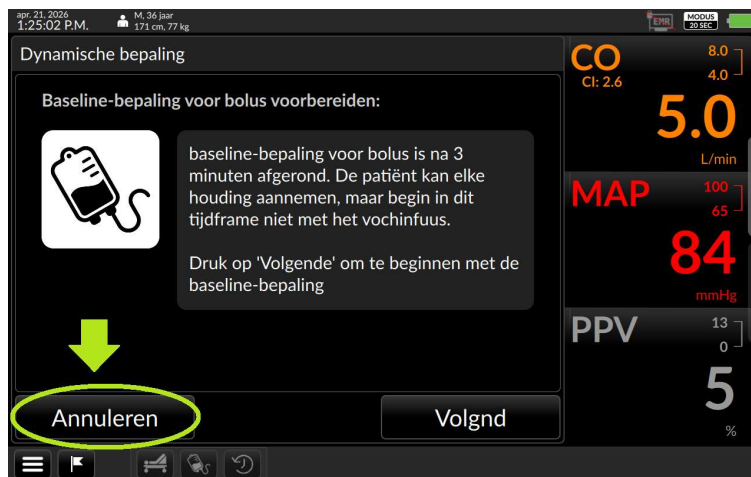 apr. 21, 2026
1:25:02 P.M.
M, 36 jaar
171 cm, 77 kg
EMR
MODUS
20 SEC
Dynamische bepaling
Baseline-bepaling voor bolus voorbereiden:
baseline-bepaling voor bolus is na 3
minuten afgerond. De patiënt kan elke
houding aannemen, maar begin in dit
tijdframe niet met het vochinfuus.
Druk op 'Volgende' om te beginnen met de
baseline-bepaling
Annuleren
Volgnd
CO
CI: 2.6
8.0
4.0
5.0
L/min
MAP
100
65
84
mmHg
PPV
13
0
5
%